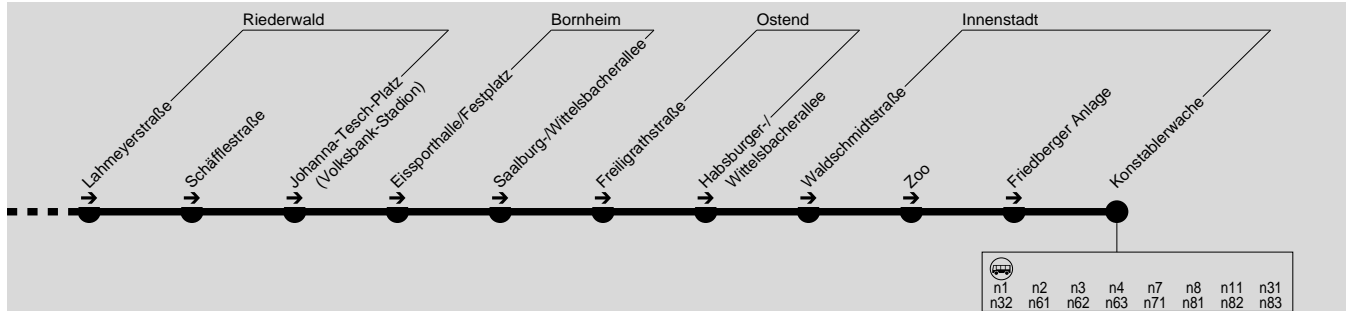 Riederwald
Bornheim
Ostend
Innenstadt
Lahmeyerstraße
Schäfflestraße
Johanna-Tesch-Platz
(Volksbank-Stadion)
Eissporthalle/Festplatz
Saalburg-/Wittelsbacherallee
Freiligrathstraße
Habsburger-/
Wittelsbacherallee
Waldschmidtstraße
Zoo
Friedberger Anlage
Konstablerwache
n1 n2 n3 n4 n7 n8 n11 n31
n32 n61 n62 n63 n71 n81 n82 n83